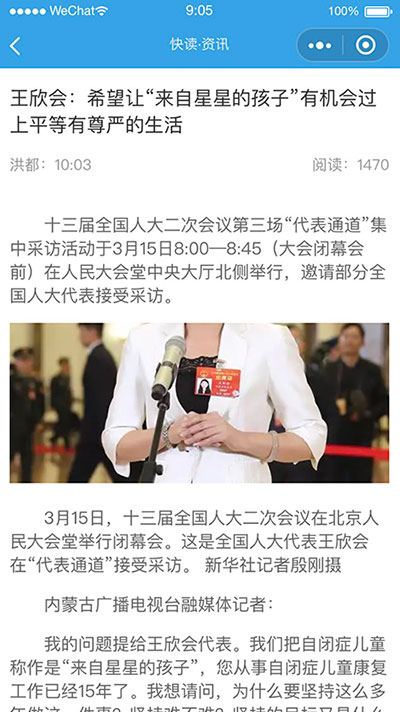 WeChat
9:05
100%
快读·资讯
王欣会：希望让“来自星星的孩子”有机会过
上平等有尊严的生活
洪都：10:03
阅读：1470
十三届全国人大二次会议第三场“代表通道”集
中采访活动于3月15日8:00—8:45（大会闭幕会
前）在人民大会堂中央大厅北侧举行，邀请部分全
国人大代表接受采访。
3月15日，十三届全国人大二次会议在北京人
民大会堂举行闭幕会。这是全国人大代表王欣会
在“代表通道”接受采访。 新华社记者殷刚摄
内蒙古广播电视台融媒体记者：
我的问题提给王欣会代表。我们把自闭症儿童
称作是“来自星星的孩子”，您从事自闭症儿童康复
工作已经15年了。我想请问，为什么要坚持这么多